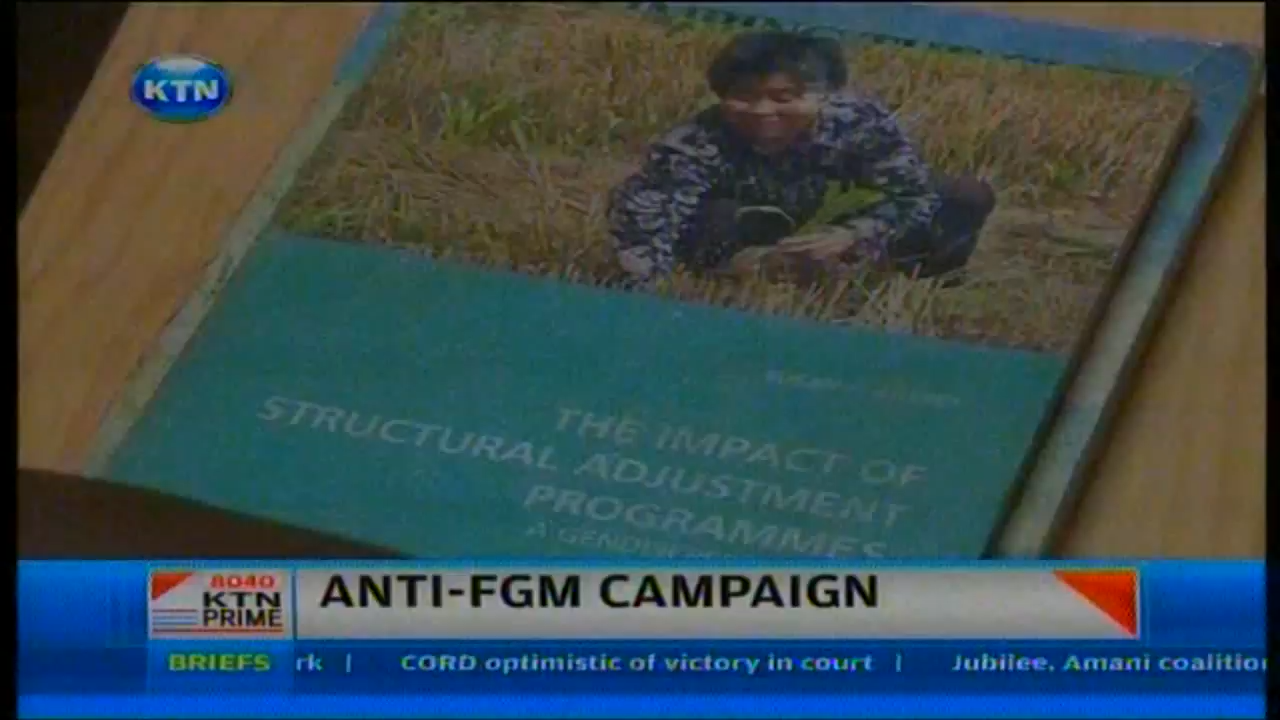 KTN
THE IMPACT OF
STRUCTURAL ADJUSTMENT
PROGRAMMES
8040
KTN
PRIME
ANTI-FGM CAMPAIGN
BRIEFS rk | CORD optimistic of victory in court | Jubilee, Amani coalition